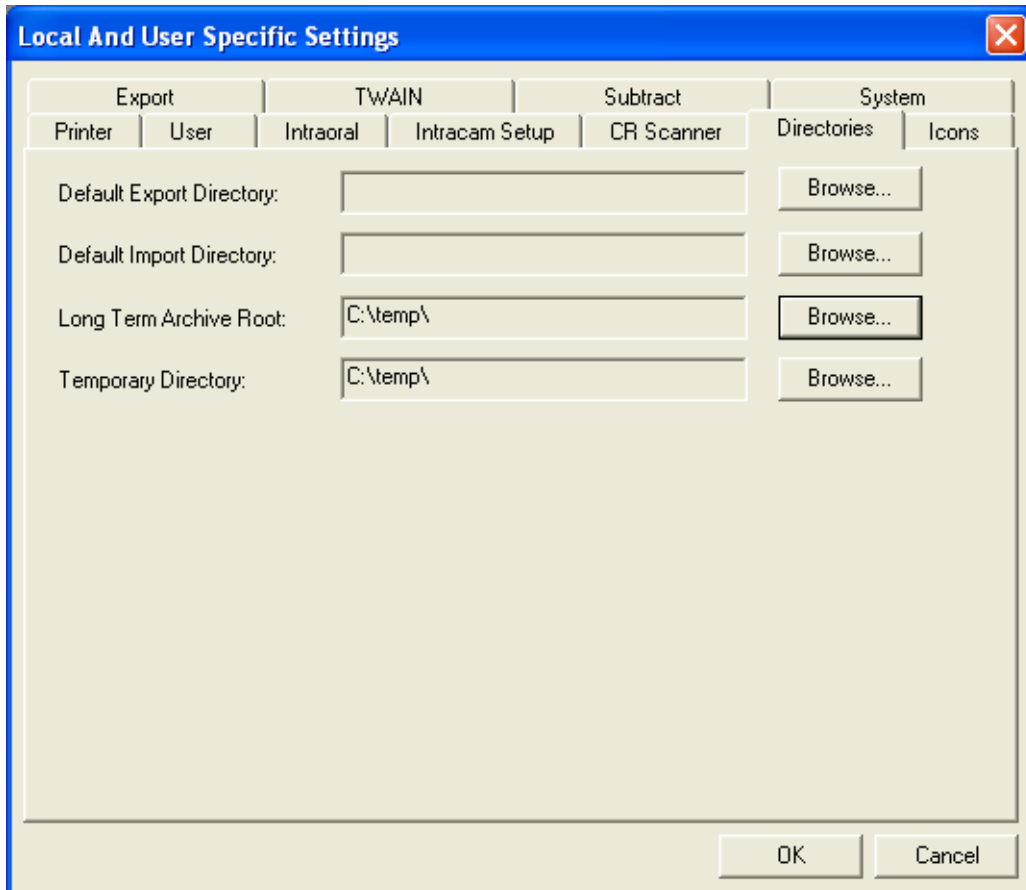 Local And User Specific Settings
Export TWAIN Subtract System
Printer User Intraoral Intracam Setup CR Scanner Directories Icons
Default Export Directory: Browse...
Default Import Directory: Browse...
Long Term Archive Root: C:\temp\ Browse...
Temporary Directory: C:\temp\ Browse...
OK Cancel